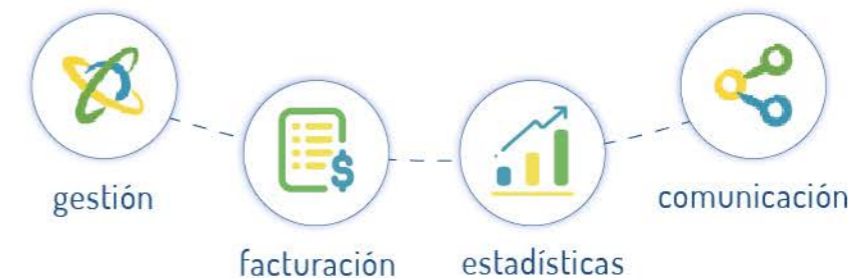 gestión
facturación
estadísticas
comunicación
$